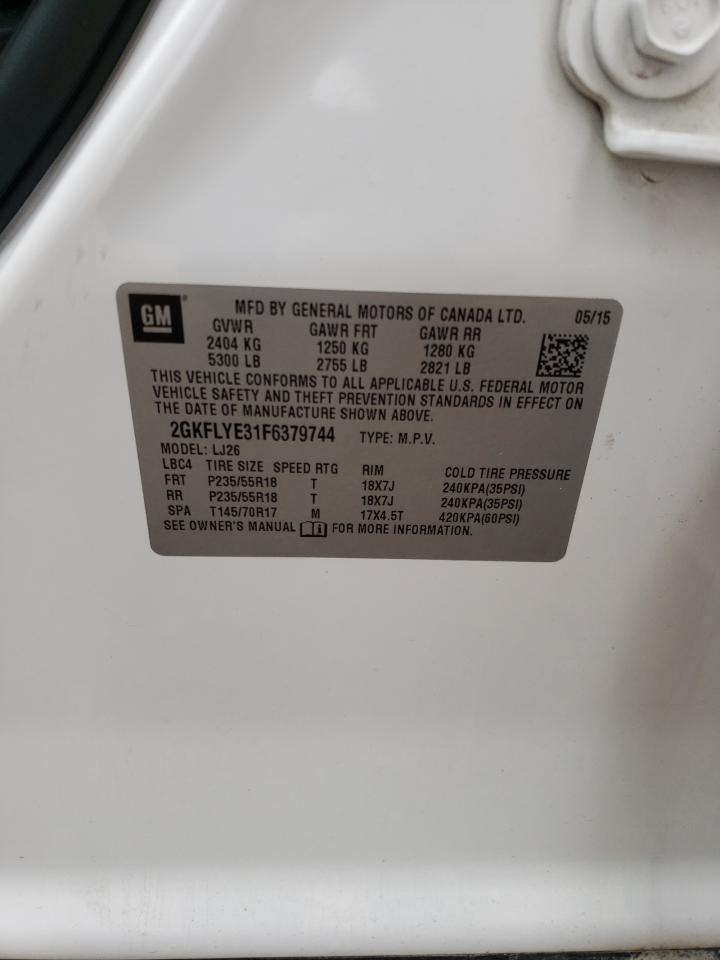 GM® MFD BY GENERAL MOTORS OF CANADA LTD. 05/15
GVWR GAWR FRT GAWR RR
2404 KG 1250 KG 1280 KG
5300 LB 2755 LB 2821 LB
THIS VEHICLE CONFORMS TO ALL APPLICABLE U.S. FEDERAL MOTOR
VEHICLE SAFETY AND THEFT PREVENTION STANDARDS IN EFFECT ON
THE DATE OF MANUFACTURE SHOWN ABOVE.
2GKFLYE31F6379744 TYPE: M.P.V.
MODEL: LJ26
LBC4 TIRE SIZE SPEED RTG RIM COLD TIRE PRESSURE
FRT P235/55R18 T 18X7J 240KPA(35PSI)
RR P235/55R18 T 18X7J 240KPA(35PSI)
SPA T145/70R17 M 17X4.5T 420KPA(60PSI)
SEE OWNER'S MANUAL FOR MORE INFORMATION.